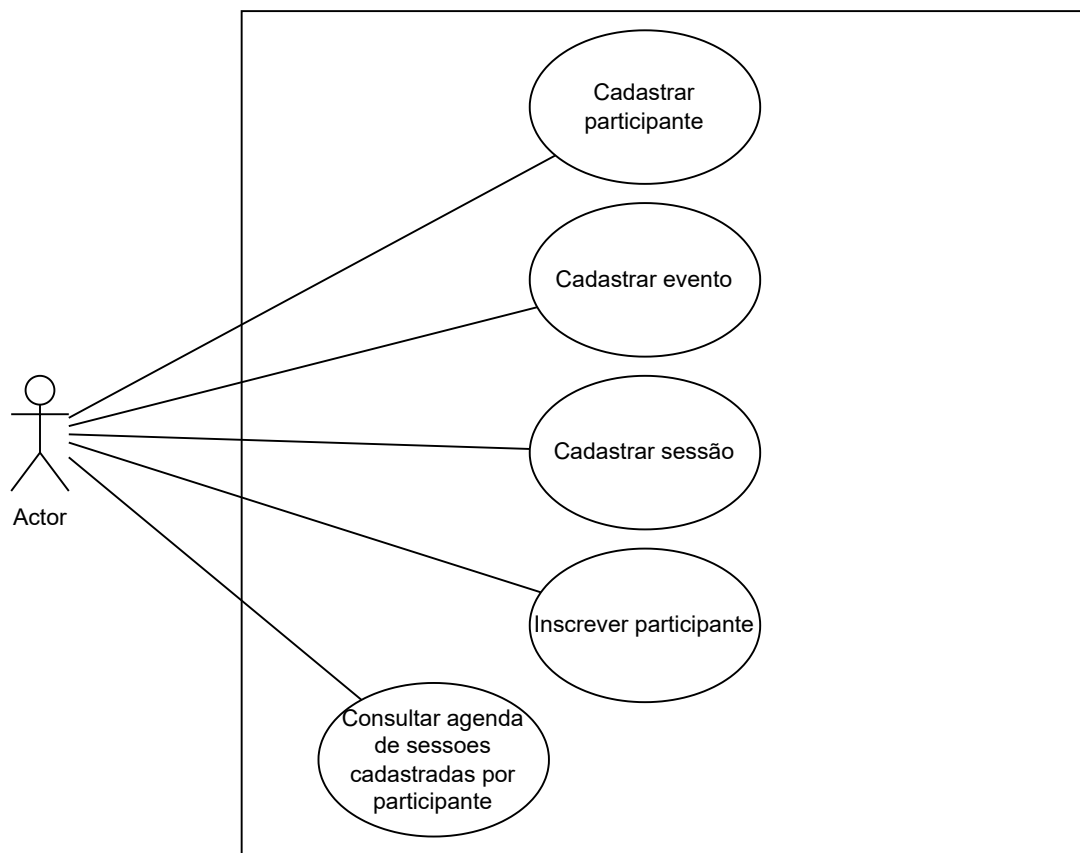 Cadastrar
participante
Cadastrar evento
Cadastrar sessão
Actor
Inscrever participante
Consultar agenda
de sessoes
cadastradas por
participante